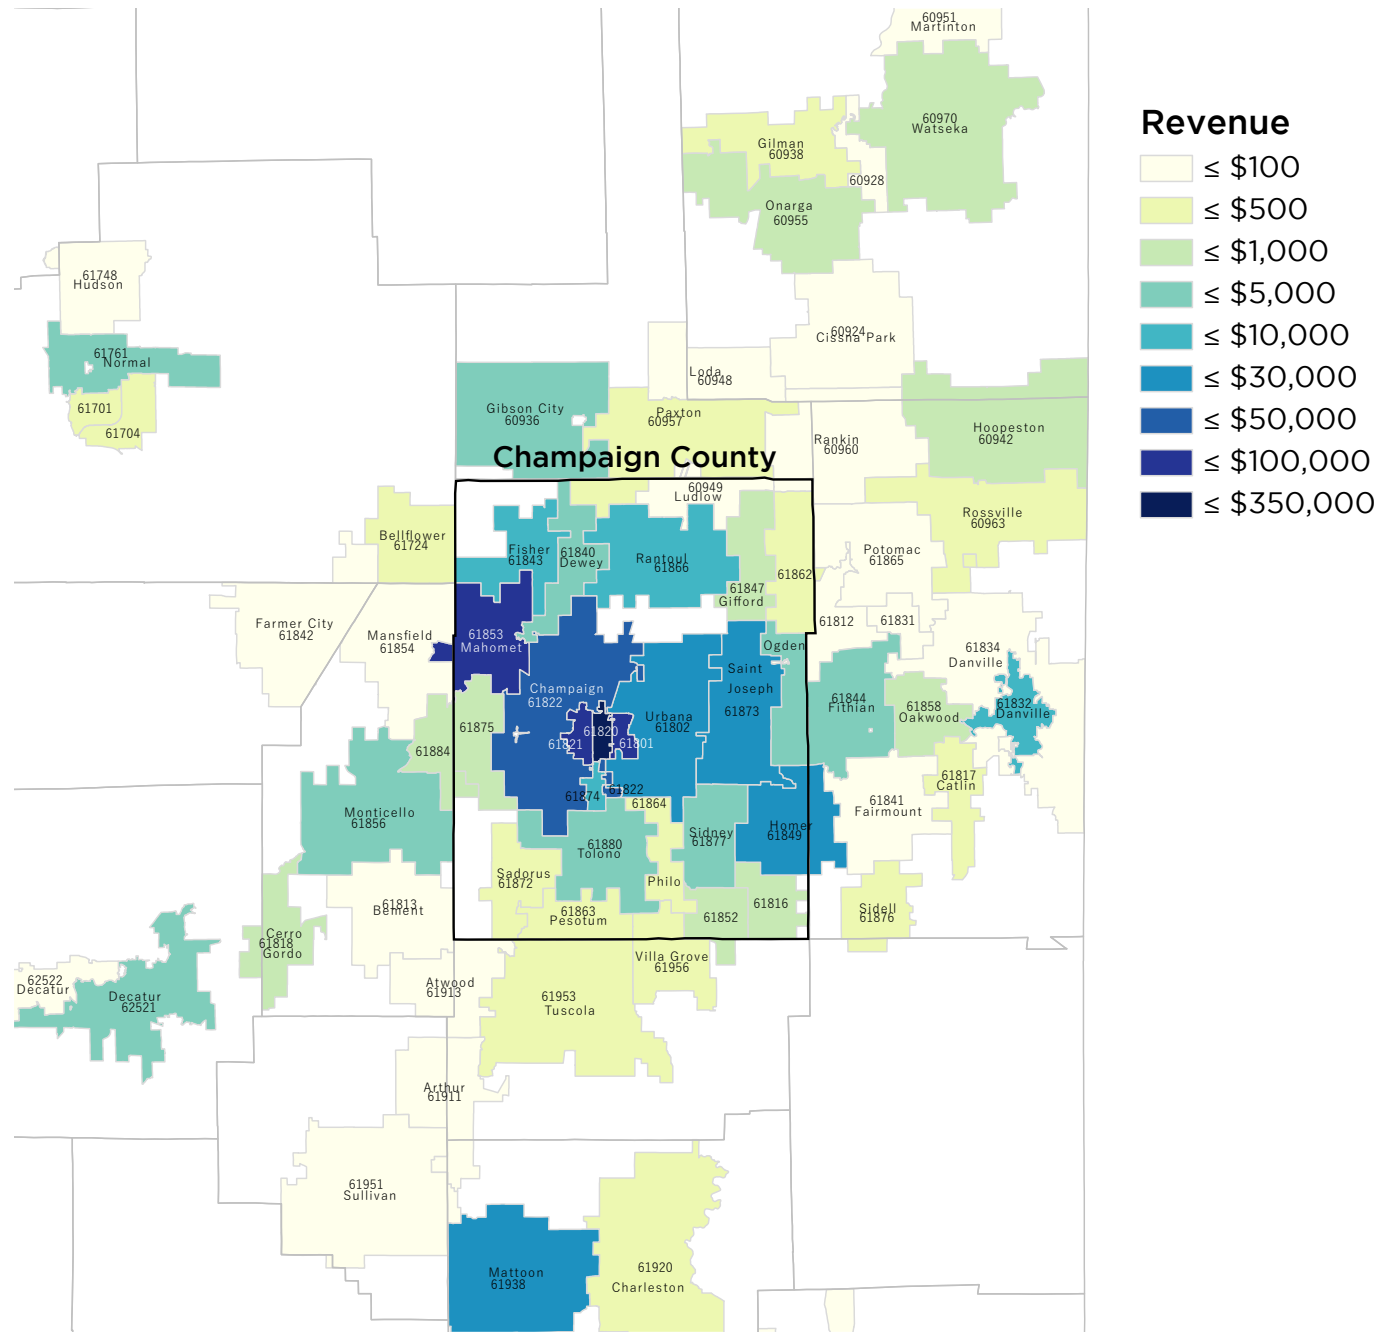 60951
Martinton
60970
Watseka
Gilman
60938
60928
Onarga
60955
Revenue
≤ $100
≤ $500
≤ $1,000
≤ $5,000
≤ $10,000
≤ $30,000
≤ $50,000
≤ $100,000
≤ $350,000
61748
Hudson
61761
Normal
61701
61704
60924
Cissna Park
Loda
60948
Gibson City
60936
Paxton
60957
Rankin
60960
Hoopeston
60942
Champaign County
60949
Ludlow
Rossville
60963
Bellflower
61724
Fisher
61843
61840
Dewey
Rantoul
61866
61847
Gifford
61862
Potomac
61865
61812
61831
61834
Danville
Farmer City
61842
Mansfield
61854
61853
Mahomet
Ogden
Saint
Joseph
61873
Champaign
61822
Urbana
61802
61820
61821
61801
61875
61884
61844
Fithian
61858
Oakwood
61832
Danville
61817
Catlin
61874
61822
61864
61841
Fairmount
Monticello
61856
Homer
61849
Sidney
61877
61880
Tolono
Sadorus
61872
Philo
61863
Pesotum
61852
61816
Sidell
61876
61813
Bement
Cerro
61818
Gordo
Villa Grove
61956
Atwood
61913
62522
Decatur
Decatur
62521
61953
Tuscola
Arthur
61911
61951
Sullivan
Mattoon
61938
61920
Charleston